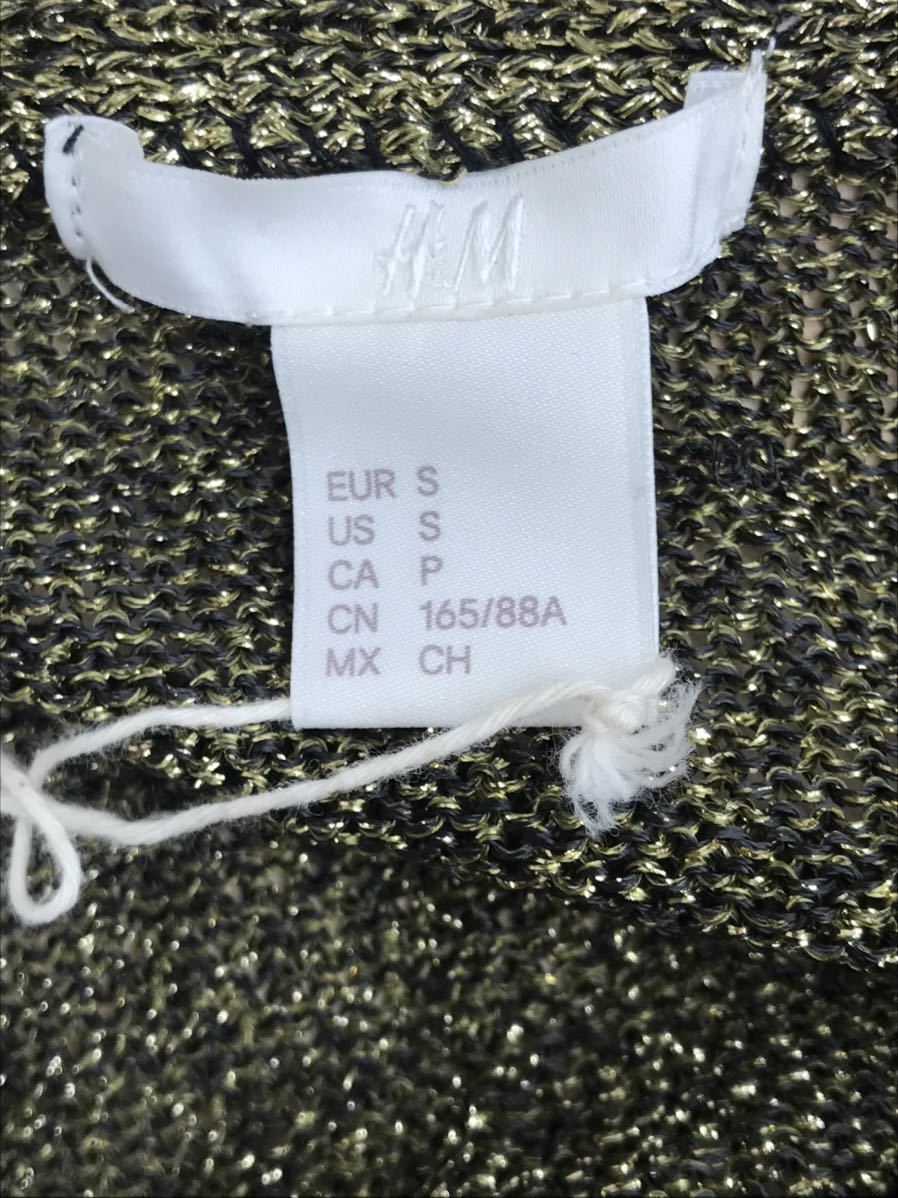 H&M
EUR S
US S
CA P
CN 165/88A
MX CH